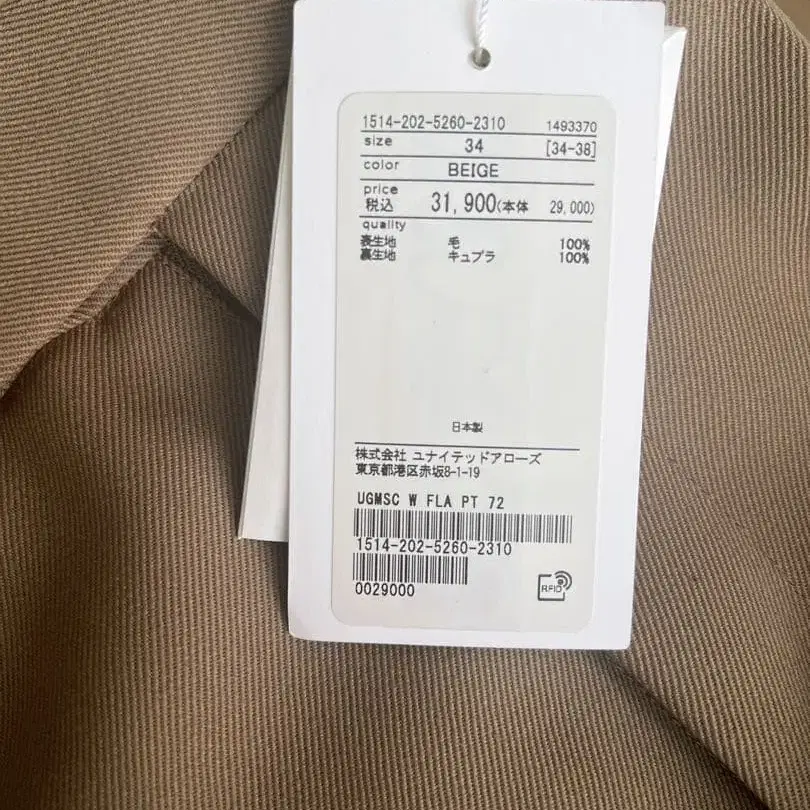 1514-202-5260-2310 1493370
size 34 [34-38]
color BEIGE
price
税込 31,900(本体 29,000)
quality
表生地 毛 100%
裏生地 キュプラ 100%
日本製
株式会社 ユナイテッドアローズ
東京都港区赤坂8-1-19
UGMSC W FLA PT 72
1514-202-5260-2310
0029000
RFID